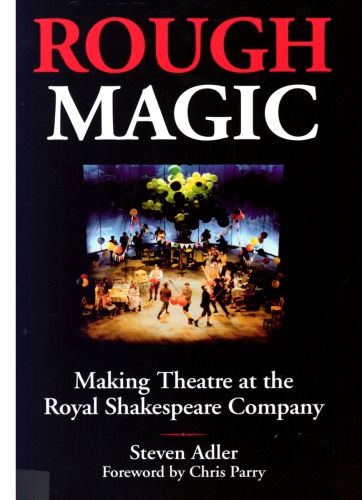 ROUGH
MAGIC
Making Theatre at the
Royal Shakespeare Company
Steven Adler
Foreword by Chris Parry